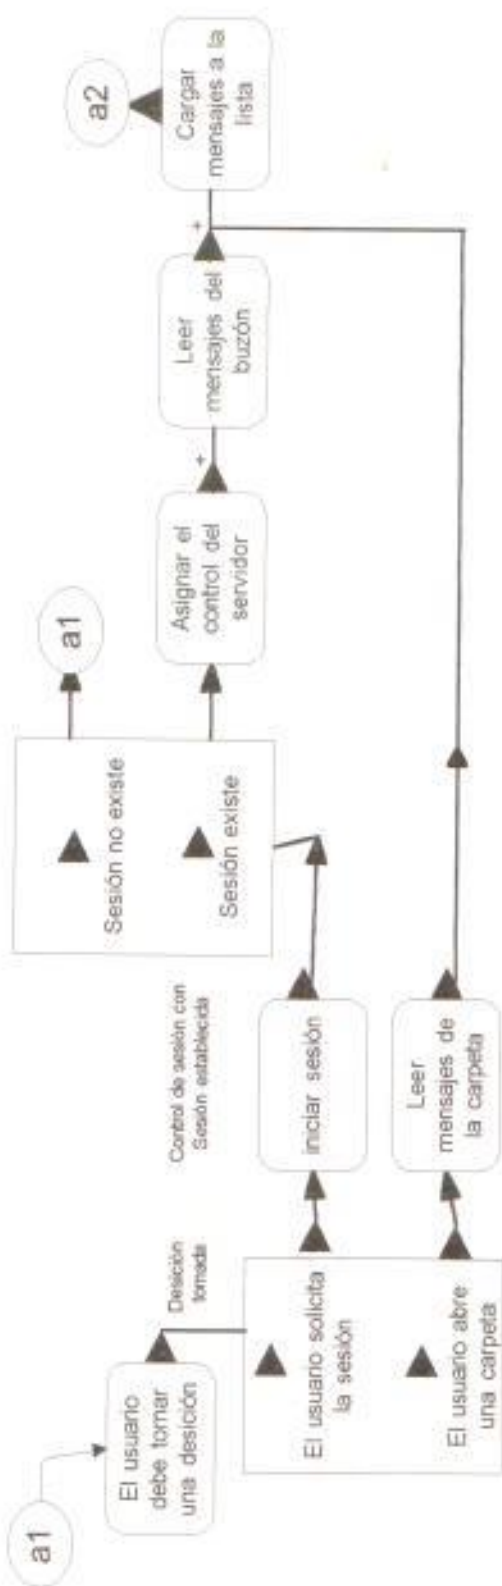 a1
El usuario
debe tomar
una desición
Desición
tomada
El usuario solicita
la sesión
El usuario abre
una carpeta
Control de sesión con
Sesión establecida
iniciar sesión
Leer
mensajes de
la carpeta
Sesión no existe
Sesión existe
a1
Asignar el
control del
servidor
+
Leer
mensajes del
buzón
+
Cargar
mensajes a la
lista
a2